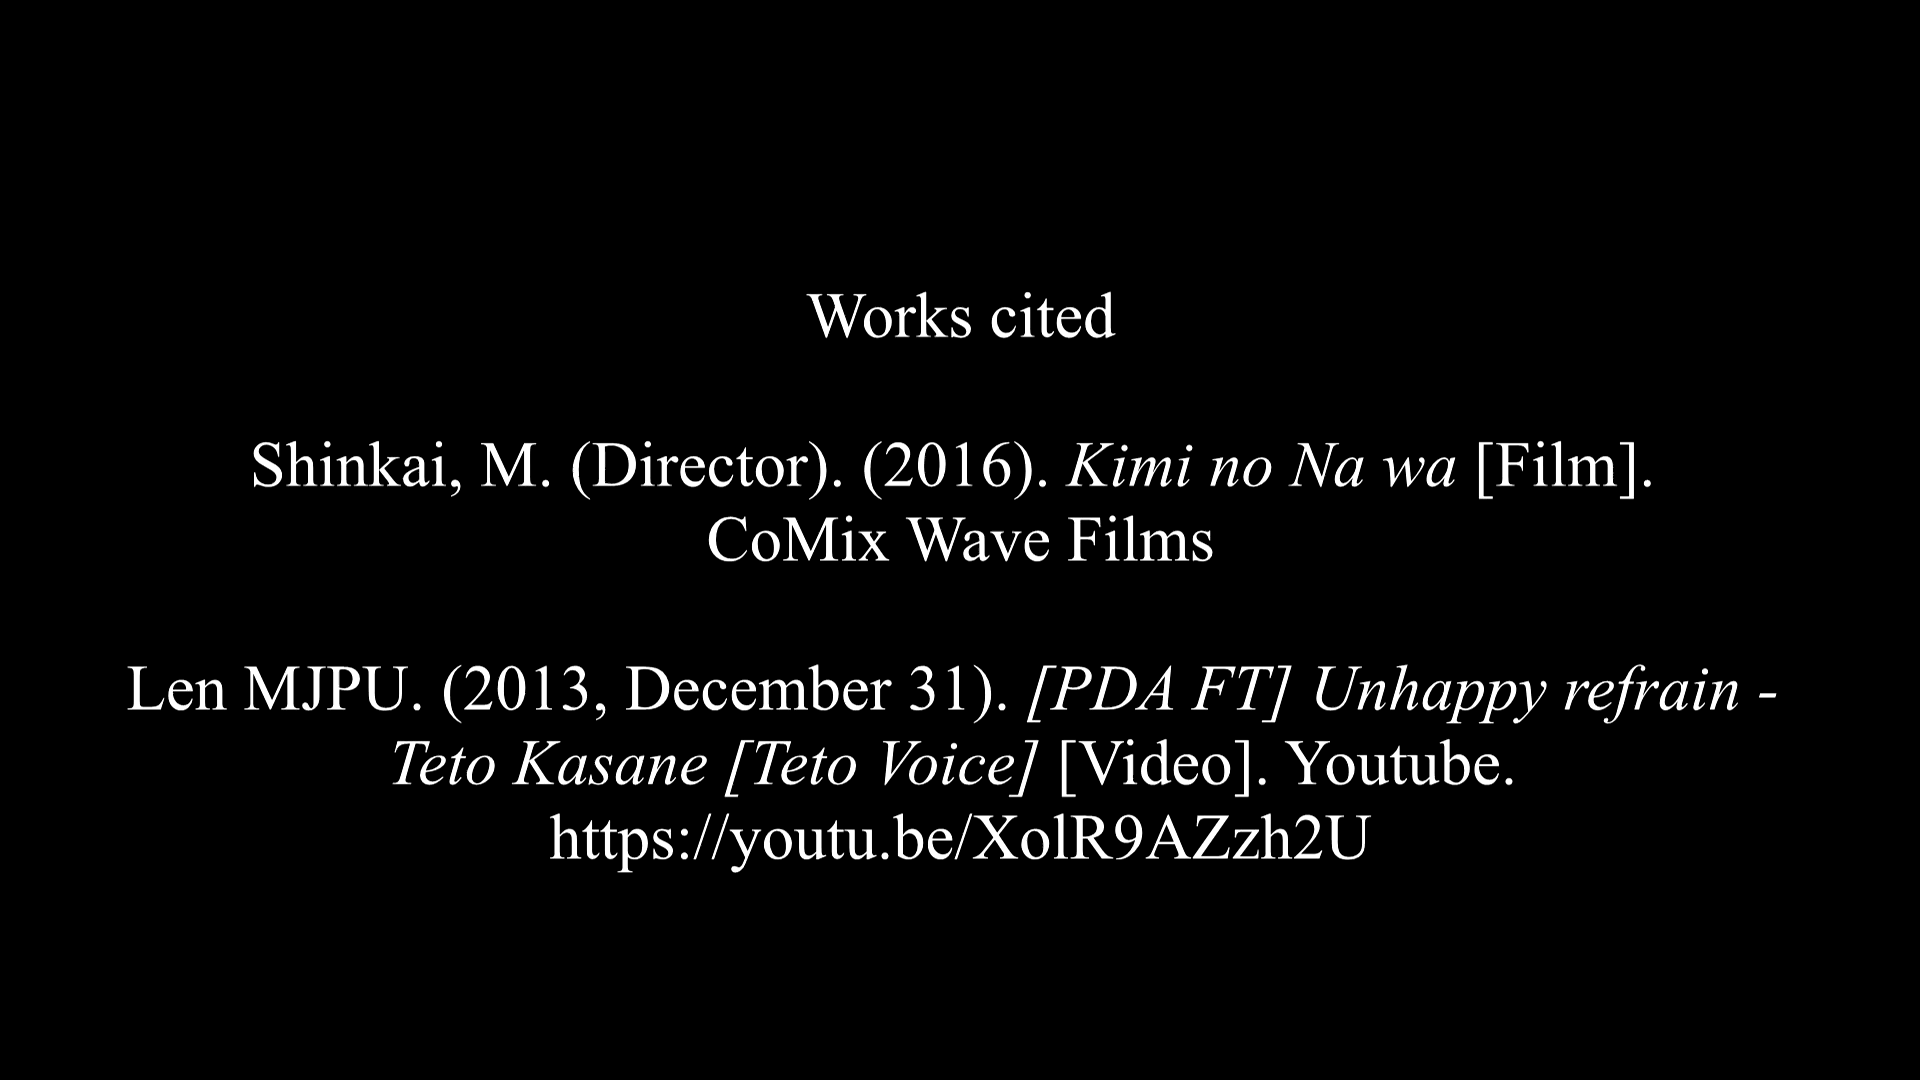 Works cited
Shinkai, M. (Director). (2016). Kimi no Na wa [Film].
CoMix Wave Films
Len MJPU. (2013, December 31). [PDA FT] Unhappy refrain -
Teto Kasane [Teto Voice] [Video]. Youtube.
https://youtu.be/XolR9AZzh2U